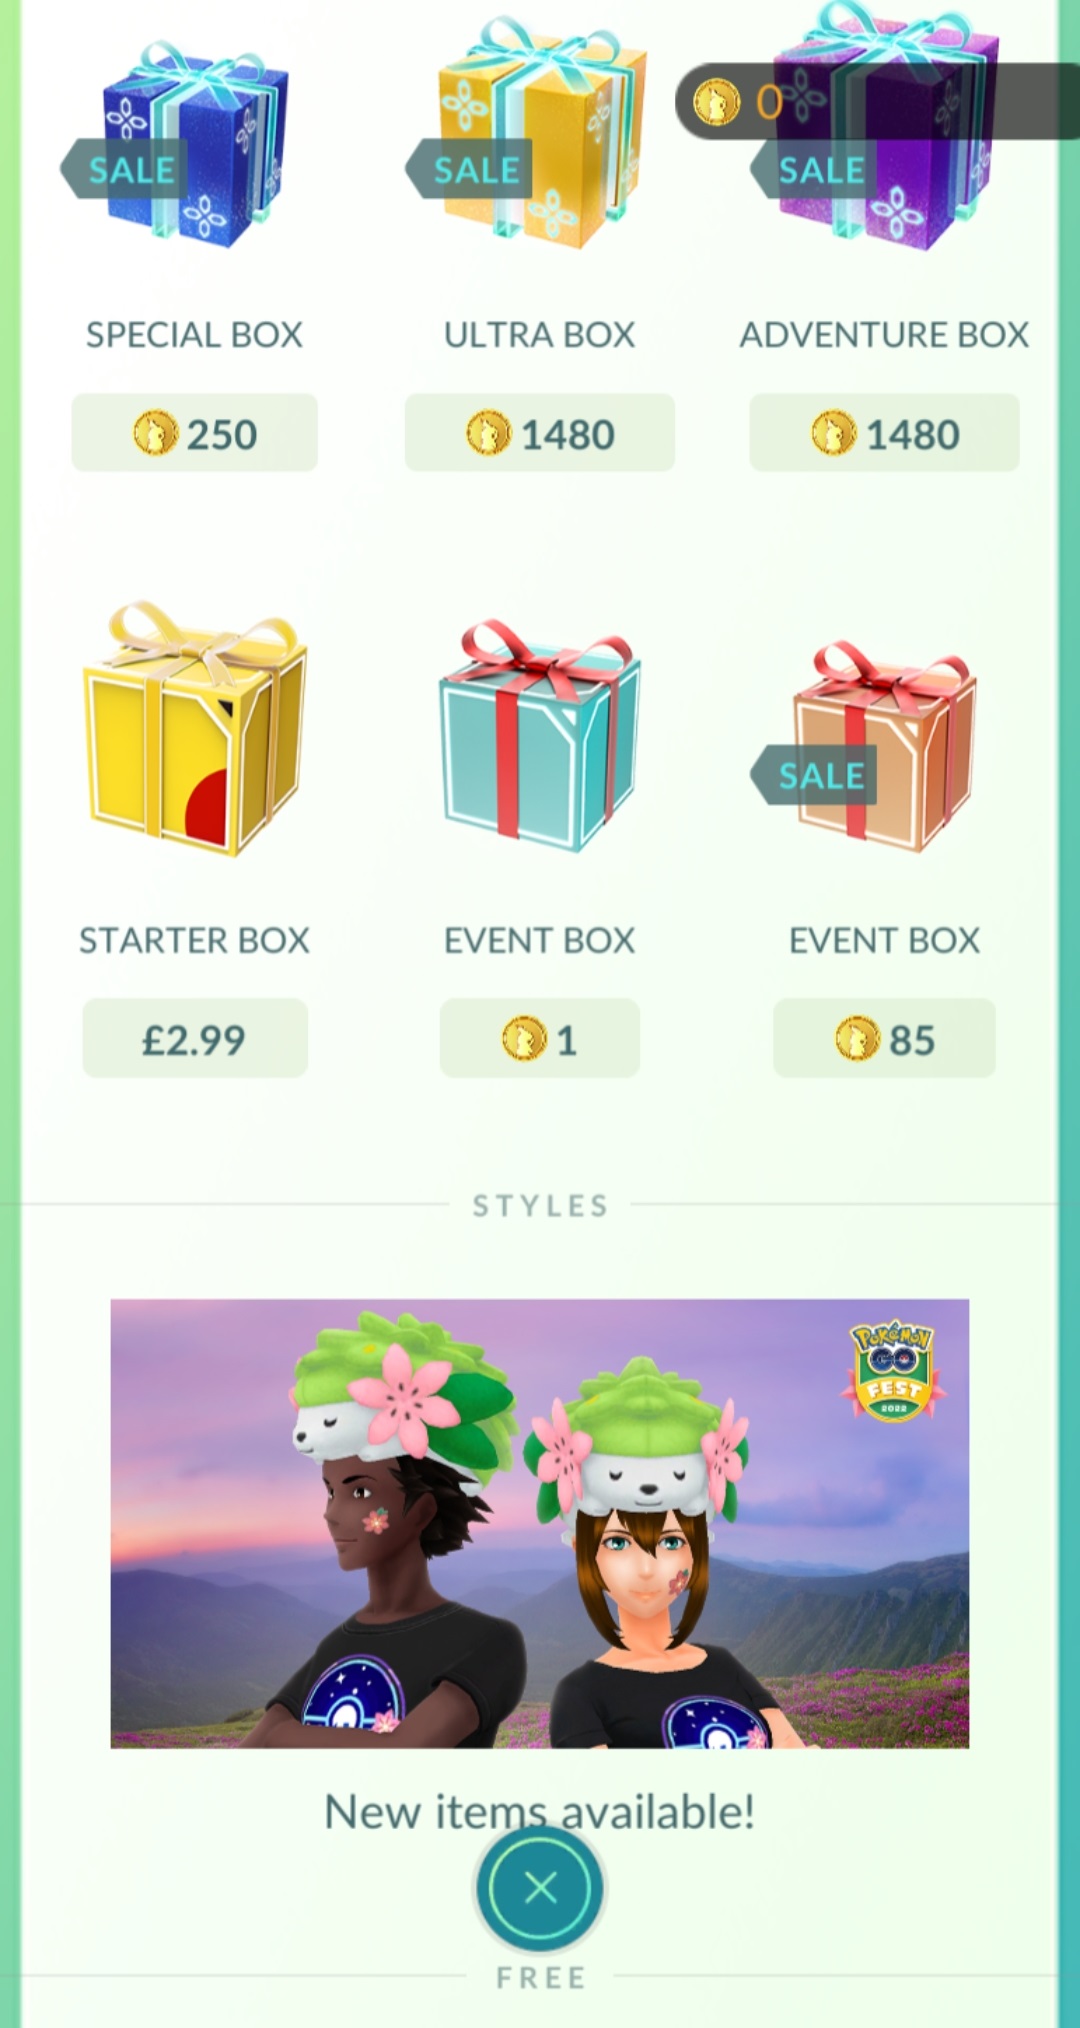 0
SALE
SALE
SALE
SPECIAL BOX
ULTRA BOX
ADVENTURE BOX
250
1480
1480
SALE
STARTER BOX
EVENT BOX
EVENT BOX
£2.99
1
85
STYLES
POKÉMON
GO
FEST
2022
New items available!
FREE